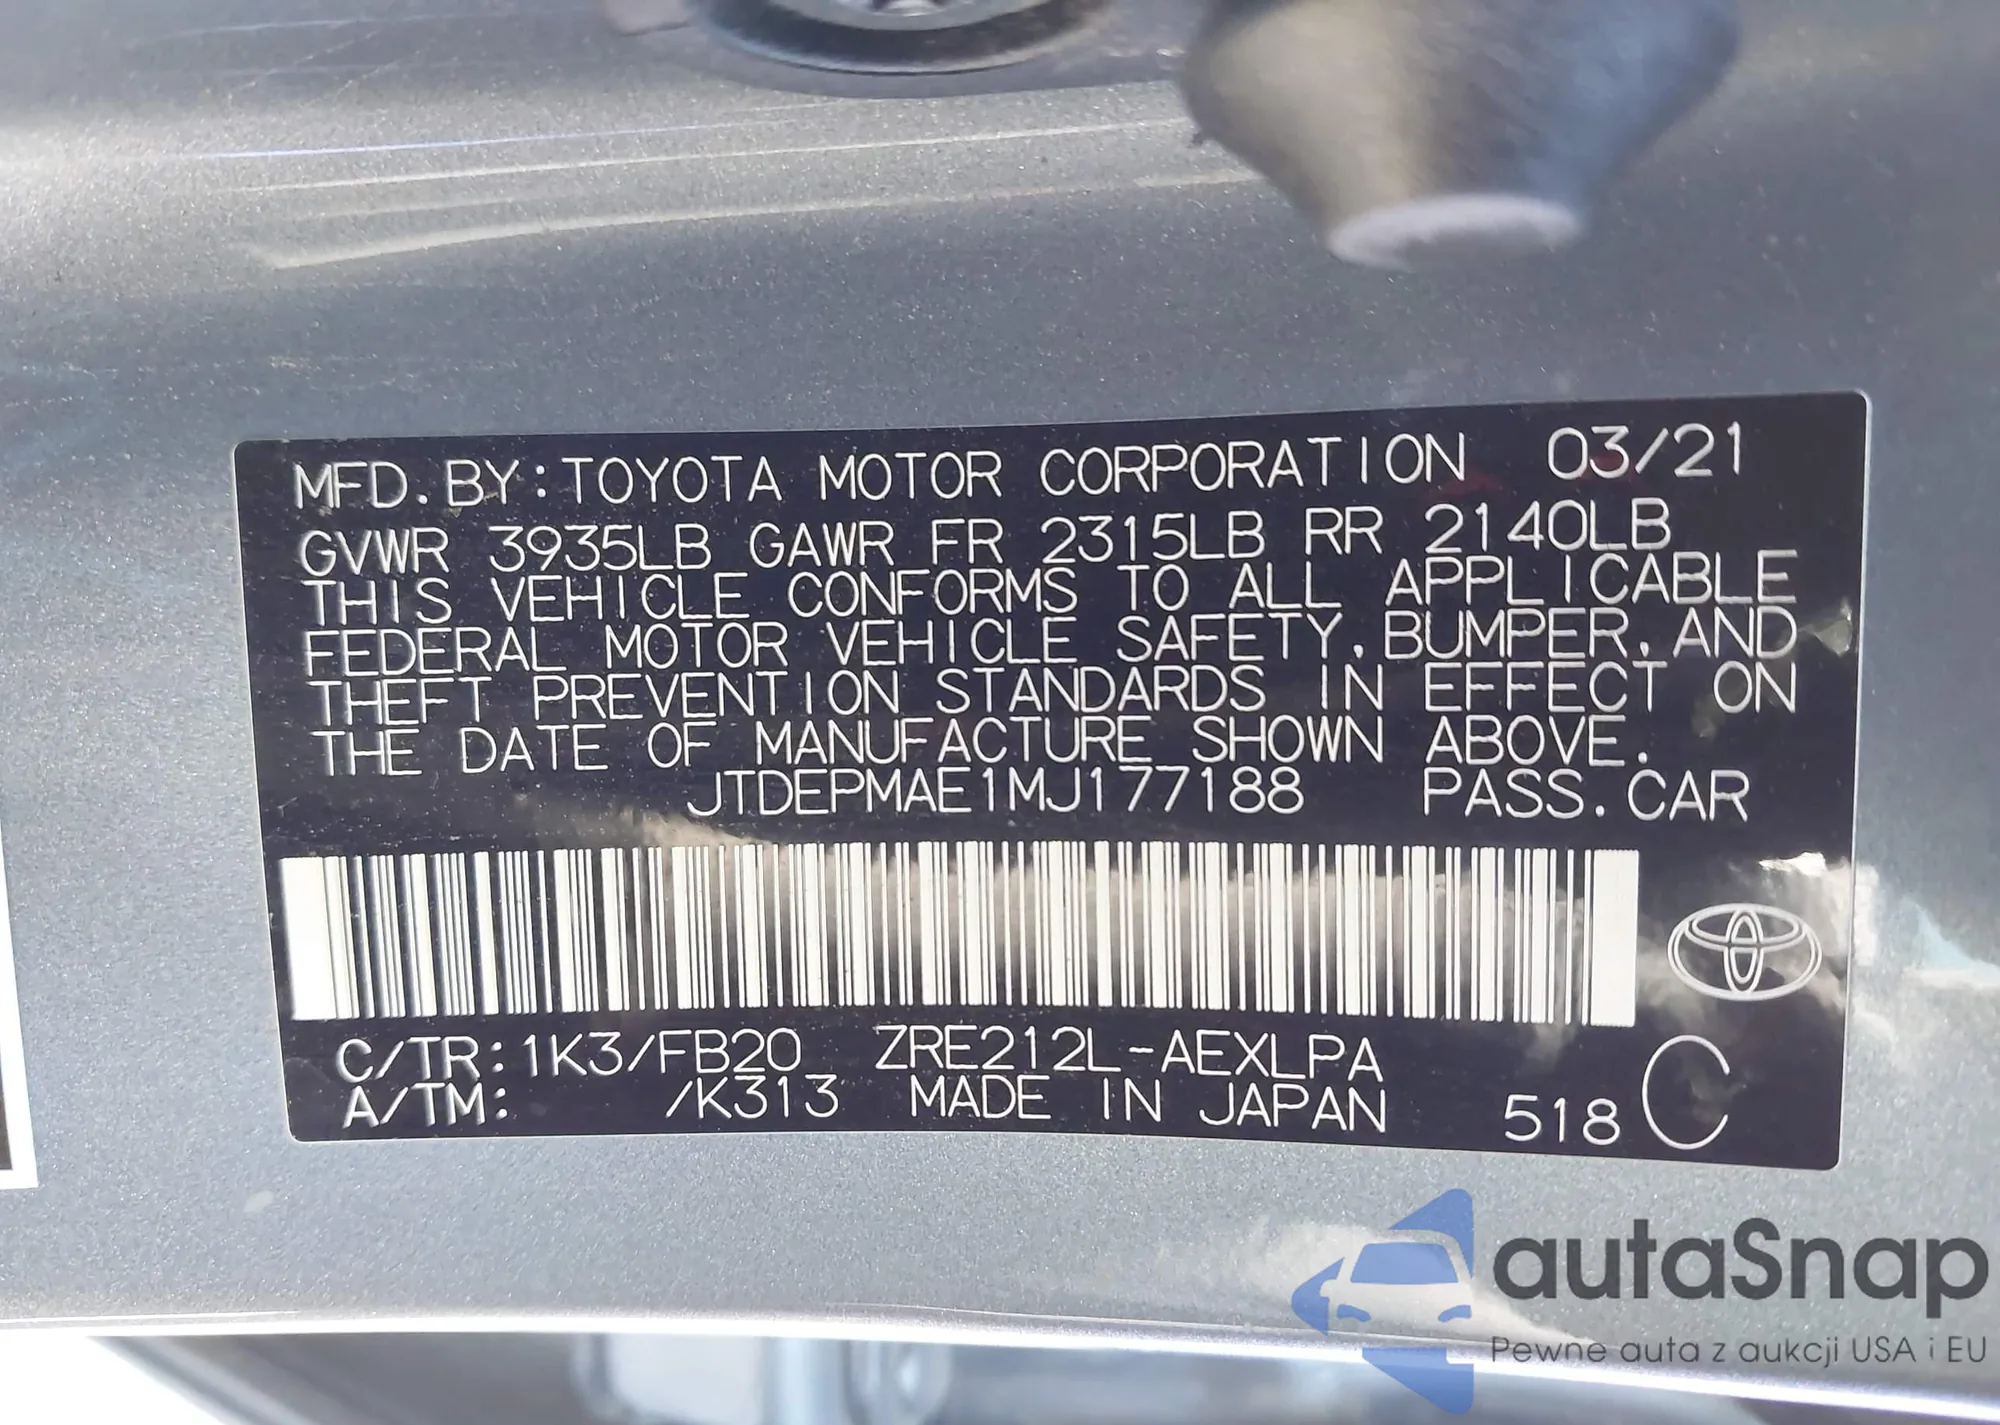 MFD. BY: TOYOTA MOTOR CORPORATION 03/21
GVWR 3935LB GAWR FR 2315LB RR 2140LB
THIS VEHICLE CONFORMS TO ALL APPLICABLE
FEDERAL MOTOR VEHICLE SAFETY, BUMPER, AND
THEFT PREVENTION STANDARDS IN EFFECT ON
THE DATE OF MANUFACTURE SHOWN ABOVE.
JTDEPMAE1MJ177188 PASS. CAR
C/TR: 1K3/FB20 ZRE212L-AEXLPA
A/TM: /K313 MADE IN JAPAN 518 C
autaSnap
Pewne auta z aukcji USA i EU